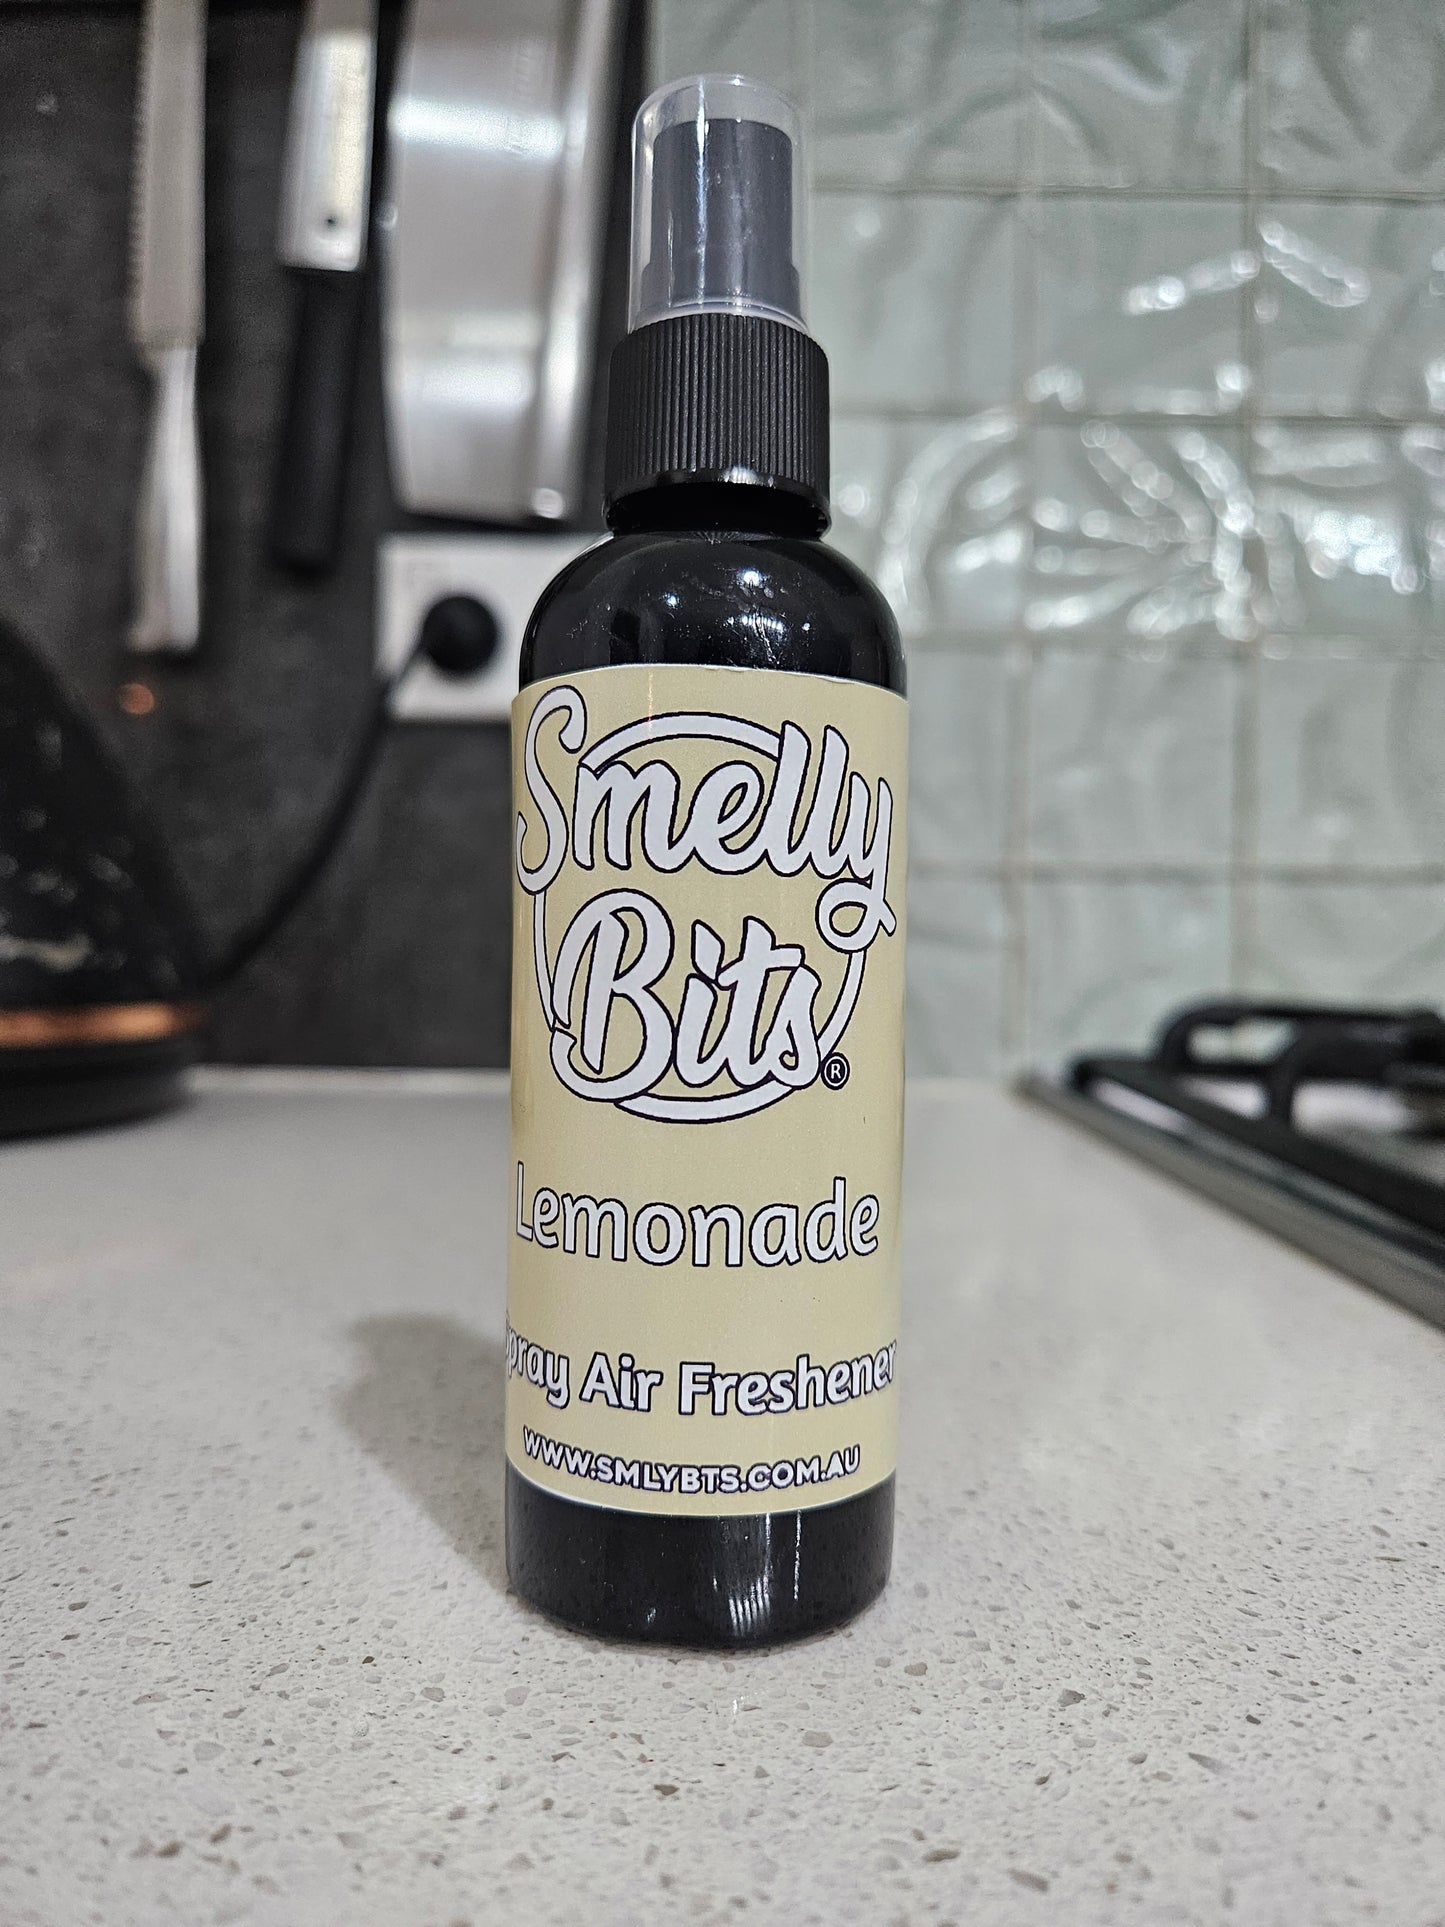 Smelly
Bits®
Lemonade
Spray Air Freshener
WWW.SMLYBTS.COM.AU